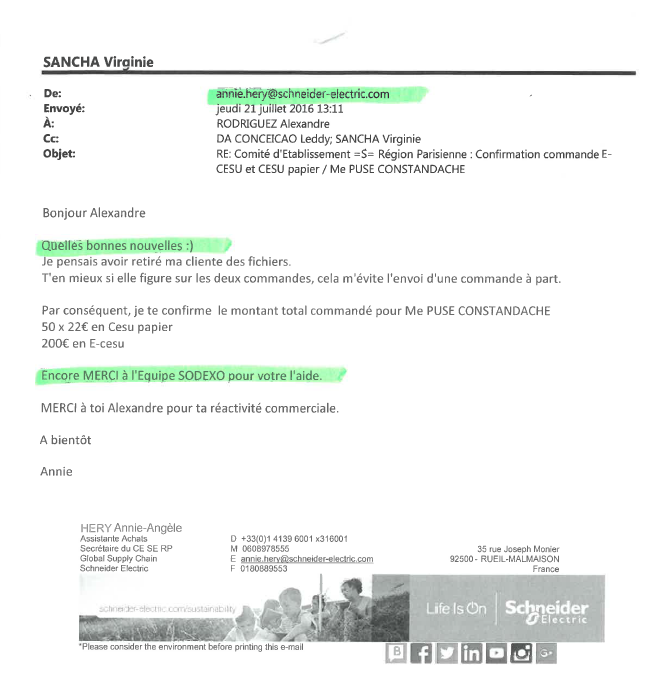 SANCHA Virginie
De: annie.hery@schneider-electric.com
Envoyé: jeudi 21 juillet 2016 13:11
À: RODRIGUEZ Alexandre
Cc: DA CONCEICAO Leddy; SANCHA Virginie
Objet: RE: Comité d'Etablissement =S= Région Parisienne : Confirmation commande E-
CESU et CESU papier / Me PUSE CONSTANDACHE
Bonjour Alexandre
Quelles bonnes nouvelles :)
Je pensais avoir retiré ma cliente des fichiers.
T'en mieux si elle figure sur les deux commandes, cela m'évite l'envoi d'une commande à part.
Par conséquent, je te confirme le montant total commandé pour Me PUSE CONSTANDACHE
50 x 22€ en Cesu papier
200€ en E-cesu
Encore MERCI à l'Equipe SODEXO pour votre l'aide.
MERCI à toi Alexandre pour ta réactivité commerciale.
A bientôt
Annie
HERY Annie-Angèle
Assistante Achats D +33(0)1 4139 6001 x316001
Secrétaire du CE SE RP M 0608978555 35 rue Joseph Monier
Global Supply Chain E annie.hery@schneider-electric.com 92500 - RUEIL-MALMAISON
Schneider Electric F 0180889553 France
schneider-electric.com/sustainability
Life Is On | Schneider Electric
*Please consider the environment before printing this e-mail